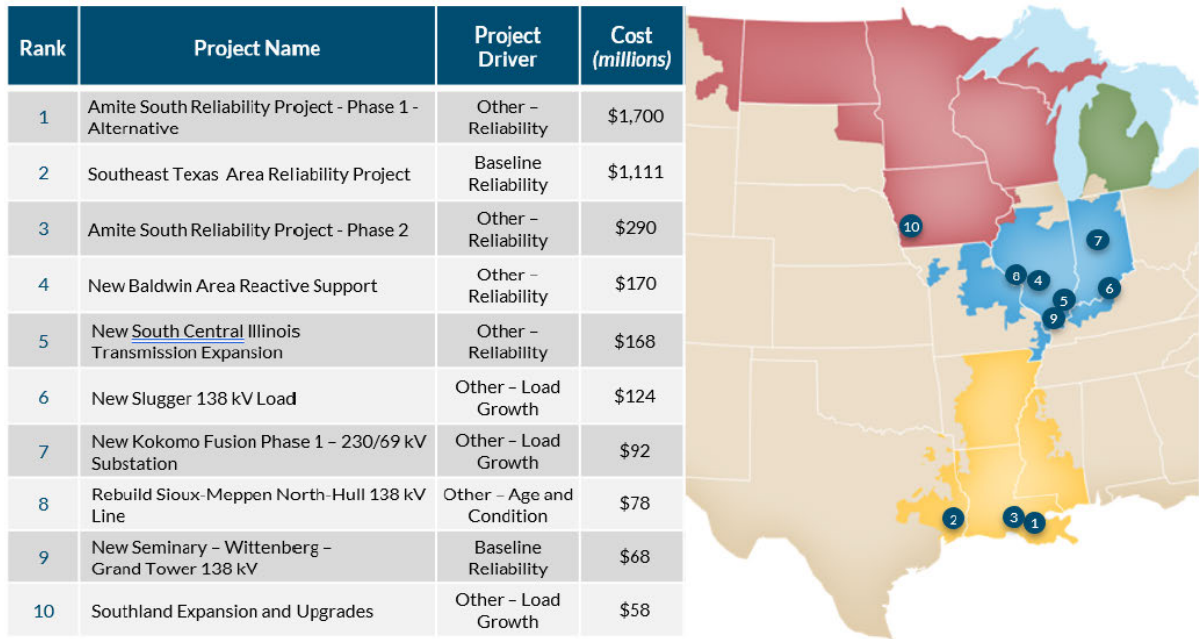 Rank
Project Name
Project
Driver
Cost
(millions)
1
Amite South Reliability Project - Phase 1 -
Alternative
Other –
Reliability
$1,700
2
Southeast Texas Area Reliability Project
Baseline
Reliability
$1,111
3
Amite South Reliability Project - Phase 2
Other –
Reliability
$290
4
New Baldwin Area Reactive Support
Other –
Reliability
$170
5
New South Central Illinois
Transmission Expansion
Other –
Reliability
$168
6
New Slugger 138 kV Load
Other – Load
Growth
$124
7
New Kokomo Fusion Phase 1 – 230/69 kV
Substation
Other – Load
Growth
$92
8
Rebuild Sioux-Meppen North-Hull 138 kV
Line
Other – Age and
Condition
$78
9
New Seminary – Wittenberg –
Grand Tower 138 kV
Baseline
Reliability
$68
10
Southland Expansion and Upgrades
Other – Load
Growth
$58
10
7
8
4
6
5
9
2
3
1